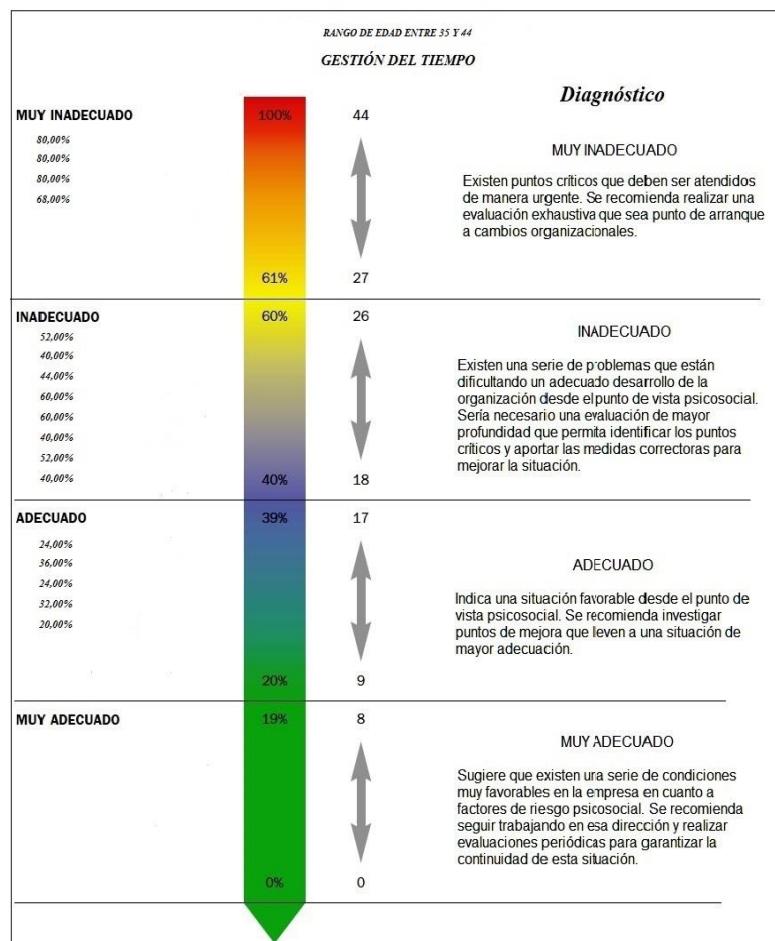 RANGO DE EDAD ENTRE 35 Y 44
GESTIÓN DEL TIEMPO
Diagnóstico
MUY INADECUADO
100%
44
80,00%
80,00%
80,00%
68,00%
MUY INADECUADO
Existen puntos críticos que deben ser atendidos
de manera urgente. Se recomienda realizar una
evaluación exhaustiva que sea punto de arranque
a cambios organizacionales.
61%
27
INADECUADO
60%
26
52,00%
40,00%
44,00%
60,00%
60,00%
40,00%
52,00%
40,00%
INADECUADO
Existen una serie de problemas que están
dificultando un adecuado desarrollo de la
organización desde el punto de vista psicosocial.
Sería necesario una evaluación de mayor
profundidad que permita identificar los puntos
críticos y aportar las medidas correctoras para
mejorar la situación.
40%
18
ADECUADO
39%
17
24,00%
36,00%
24,00%
32,00%
20,00%
ADECUADO
Indica una situación favorable desde el punto de
vista psicosocial. Se recomienda investigar
puntos de mejora que leven a una situación de
mayor adecuación.
20%
9
MUY ADECUADO
19%
8
MUY ADECUADO
Sugiere que existen una serie de condiciones
muy favorables en la empresa en cuanto a
factores de riesgo psicosocial. Se recomienda
seguir trabajando en esa dirección y realizar
evaluaciones periódicas para garantizar la
continuidad de esta situación.
0%
0